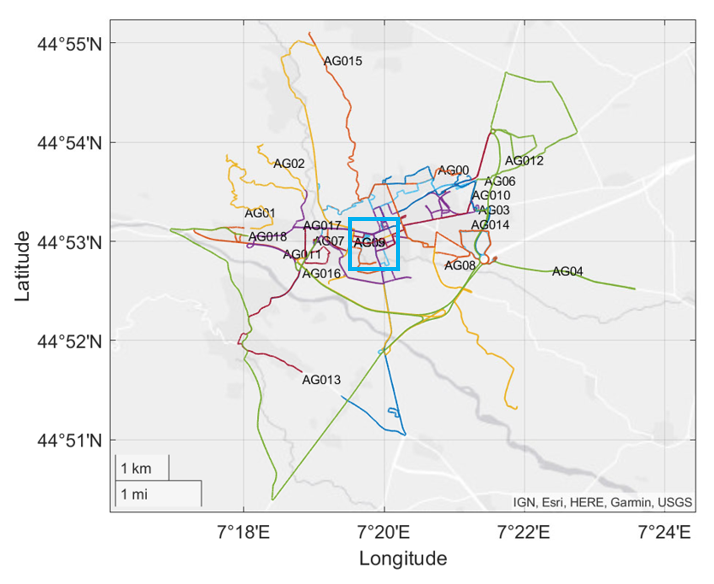 44°55'N
AG015
44°54'N
AG02
AG00
AG012
AG06
AG010
44°53'N
AG01
AG03
AG017
AG014
AG018
AG07
AG09
AG011
AG08
AG016
AG04
44°52'N
AG013
44°51'N
1 km
1 mi
IGN, Esri, HERE, Garmin, USGS
7°18'E
7°20'E
7°22'E
7°24'E
Latitude
Longitude